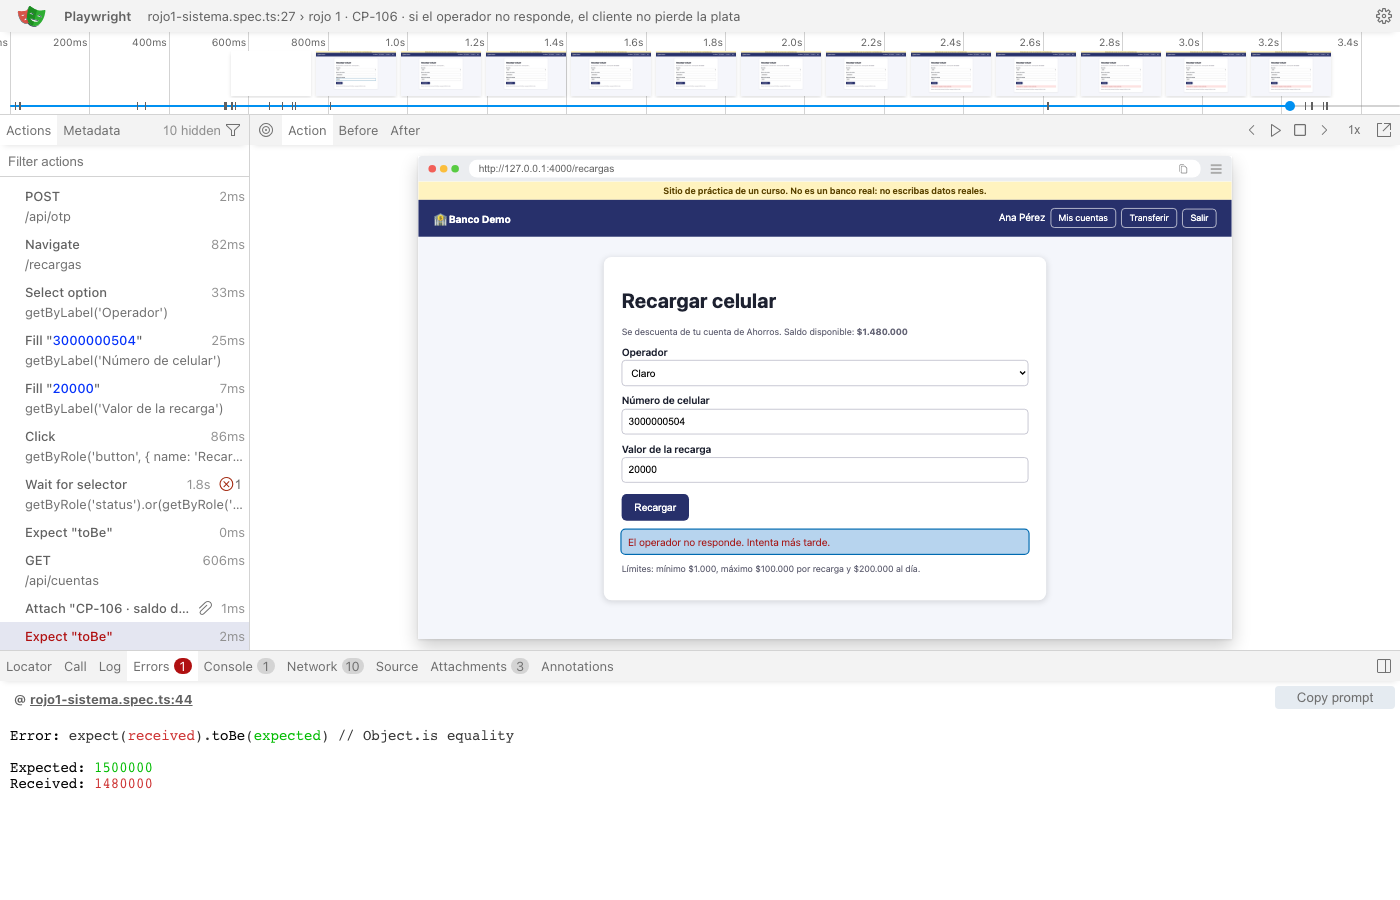 Playwright rojo1-sistema.spec.ts:27 › rojo 1 · CP-106 · si el operador no responde, el cliente no pierde la plata
200ms 400ms 600ms 800ms 1.0s 1.2s 1.4s 1.6s 1.8s 2.0s 2.2s 2.4s 2.6s 2.8s 3.0s 3.2s 3.4s
Actions Metadata 10 hidden
Action Before After 1x
Filter actions
POST 2ms
/api/otp
Navigate 82ms
/recargas
Select option 33ms
getByLabel('Operador')
Fill "3000000504" 25ms
getByLabel('Número de celular')
Fill "20000" 7ms
getByLabel('Valor de la recarga')
Click 86ms
getByRole('button', { name: 'Recar...
Wait for selector 1.8s 1
getByRole('status').or(getByRole('...
Expect "toBe" 0ms
GET 606ms
/api/cuentas
Attach "CP-106 · saldo d... 1ms
Expect "toBe" 2ms
http://127.0.0.1:4000/recargas
Sitio de práctica de un curso. No es un banco real: no escribas datos reales.
Banco Demo
Ana Pérez Mis cuentas Transferir Salir
Recargar celular
Se descuenta de tu cuenta de Ahorros. Saldo disponible: $1.480.000
Operador
Claro
Número de celular
3000000504
Valor de la recarga
20000
Recargar
El operador no responde. Intenta más tarde.
Límites: mínimo $1.000, máximo $100.000 por recarga y $200.000 al día.
Locator Call Log Errors 1 Console 1 Network 10 Source Attachments 3 Annotations
@ rojo1-sistema.spec.ts:44
Copy prompt
Error: expect(received).toBe(expected) // Object.is equality
Expected: 1500000
Received: 1480000